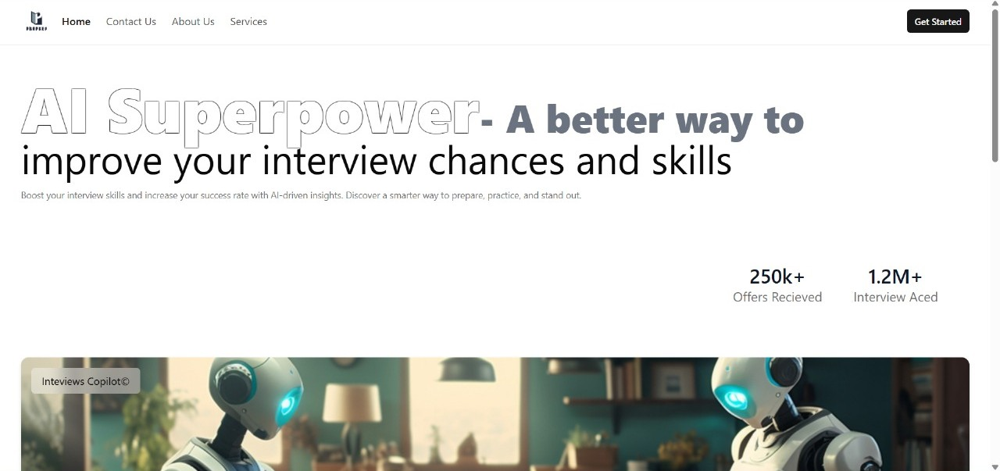 Home Contact Us About Us Services Get Started
AI Superpower- A better way to
improve your interview chances and skills
Boost your interview skills and increase your success rate with AI-driven insights. Discover a smarter way to prepare, practice, and stand out.
250k+ 1.2M+
Offers Recieved Interview Aced
Inteviews Copilot©